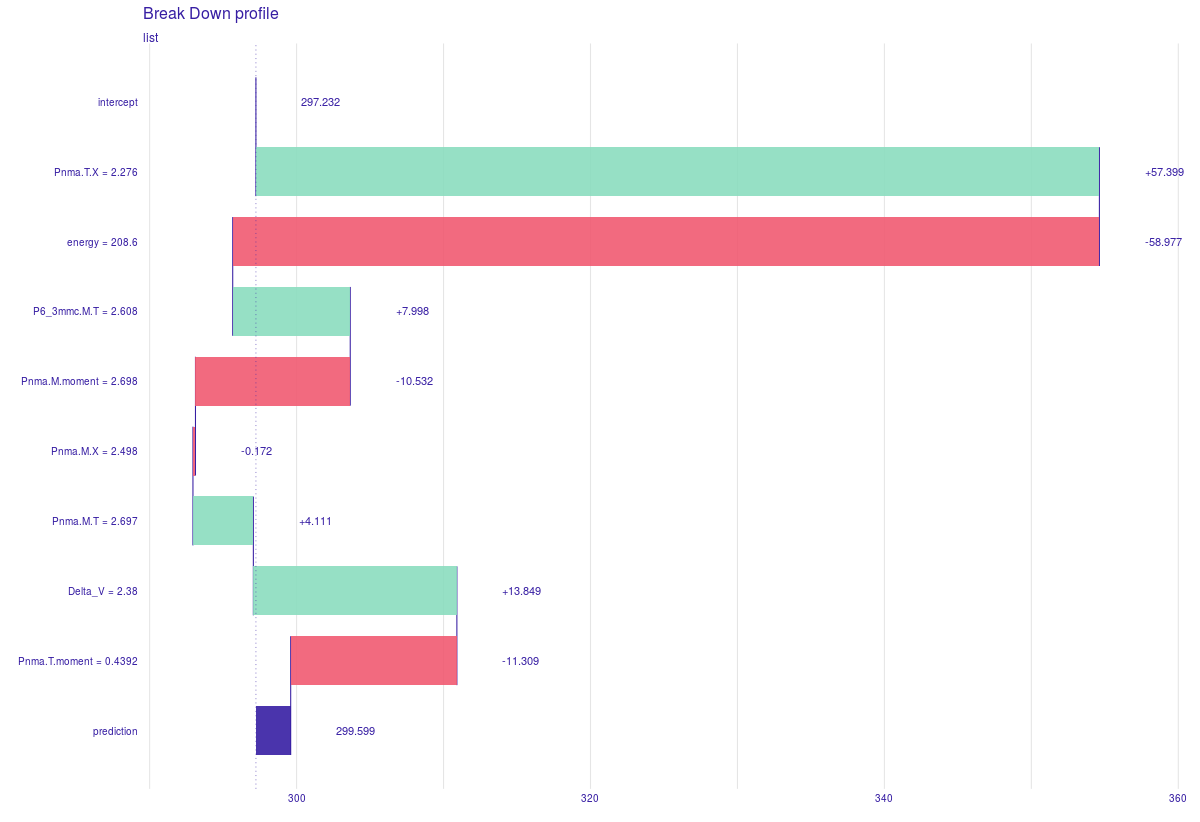 Break Down profile
list
intercept 297.232
Pnma.T.X = 2.276 +57.399
energy = 208.6 -58.977
P6_3mmc.M.T = 2.608 +7.998
Pnma.M.moment = 2.698 -10.532
Pnma.M.X = 2.498 -0.172
Pnma.M.T = 2.697 +4.111
Delta_V = 2.38 +13.849
Pnma.T.moment = 0.4392 -11.309
prediction 299.599
300 320 340 360